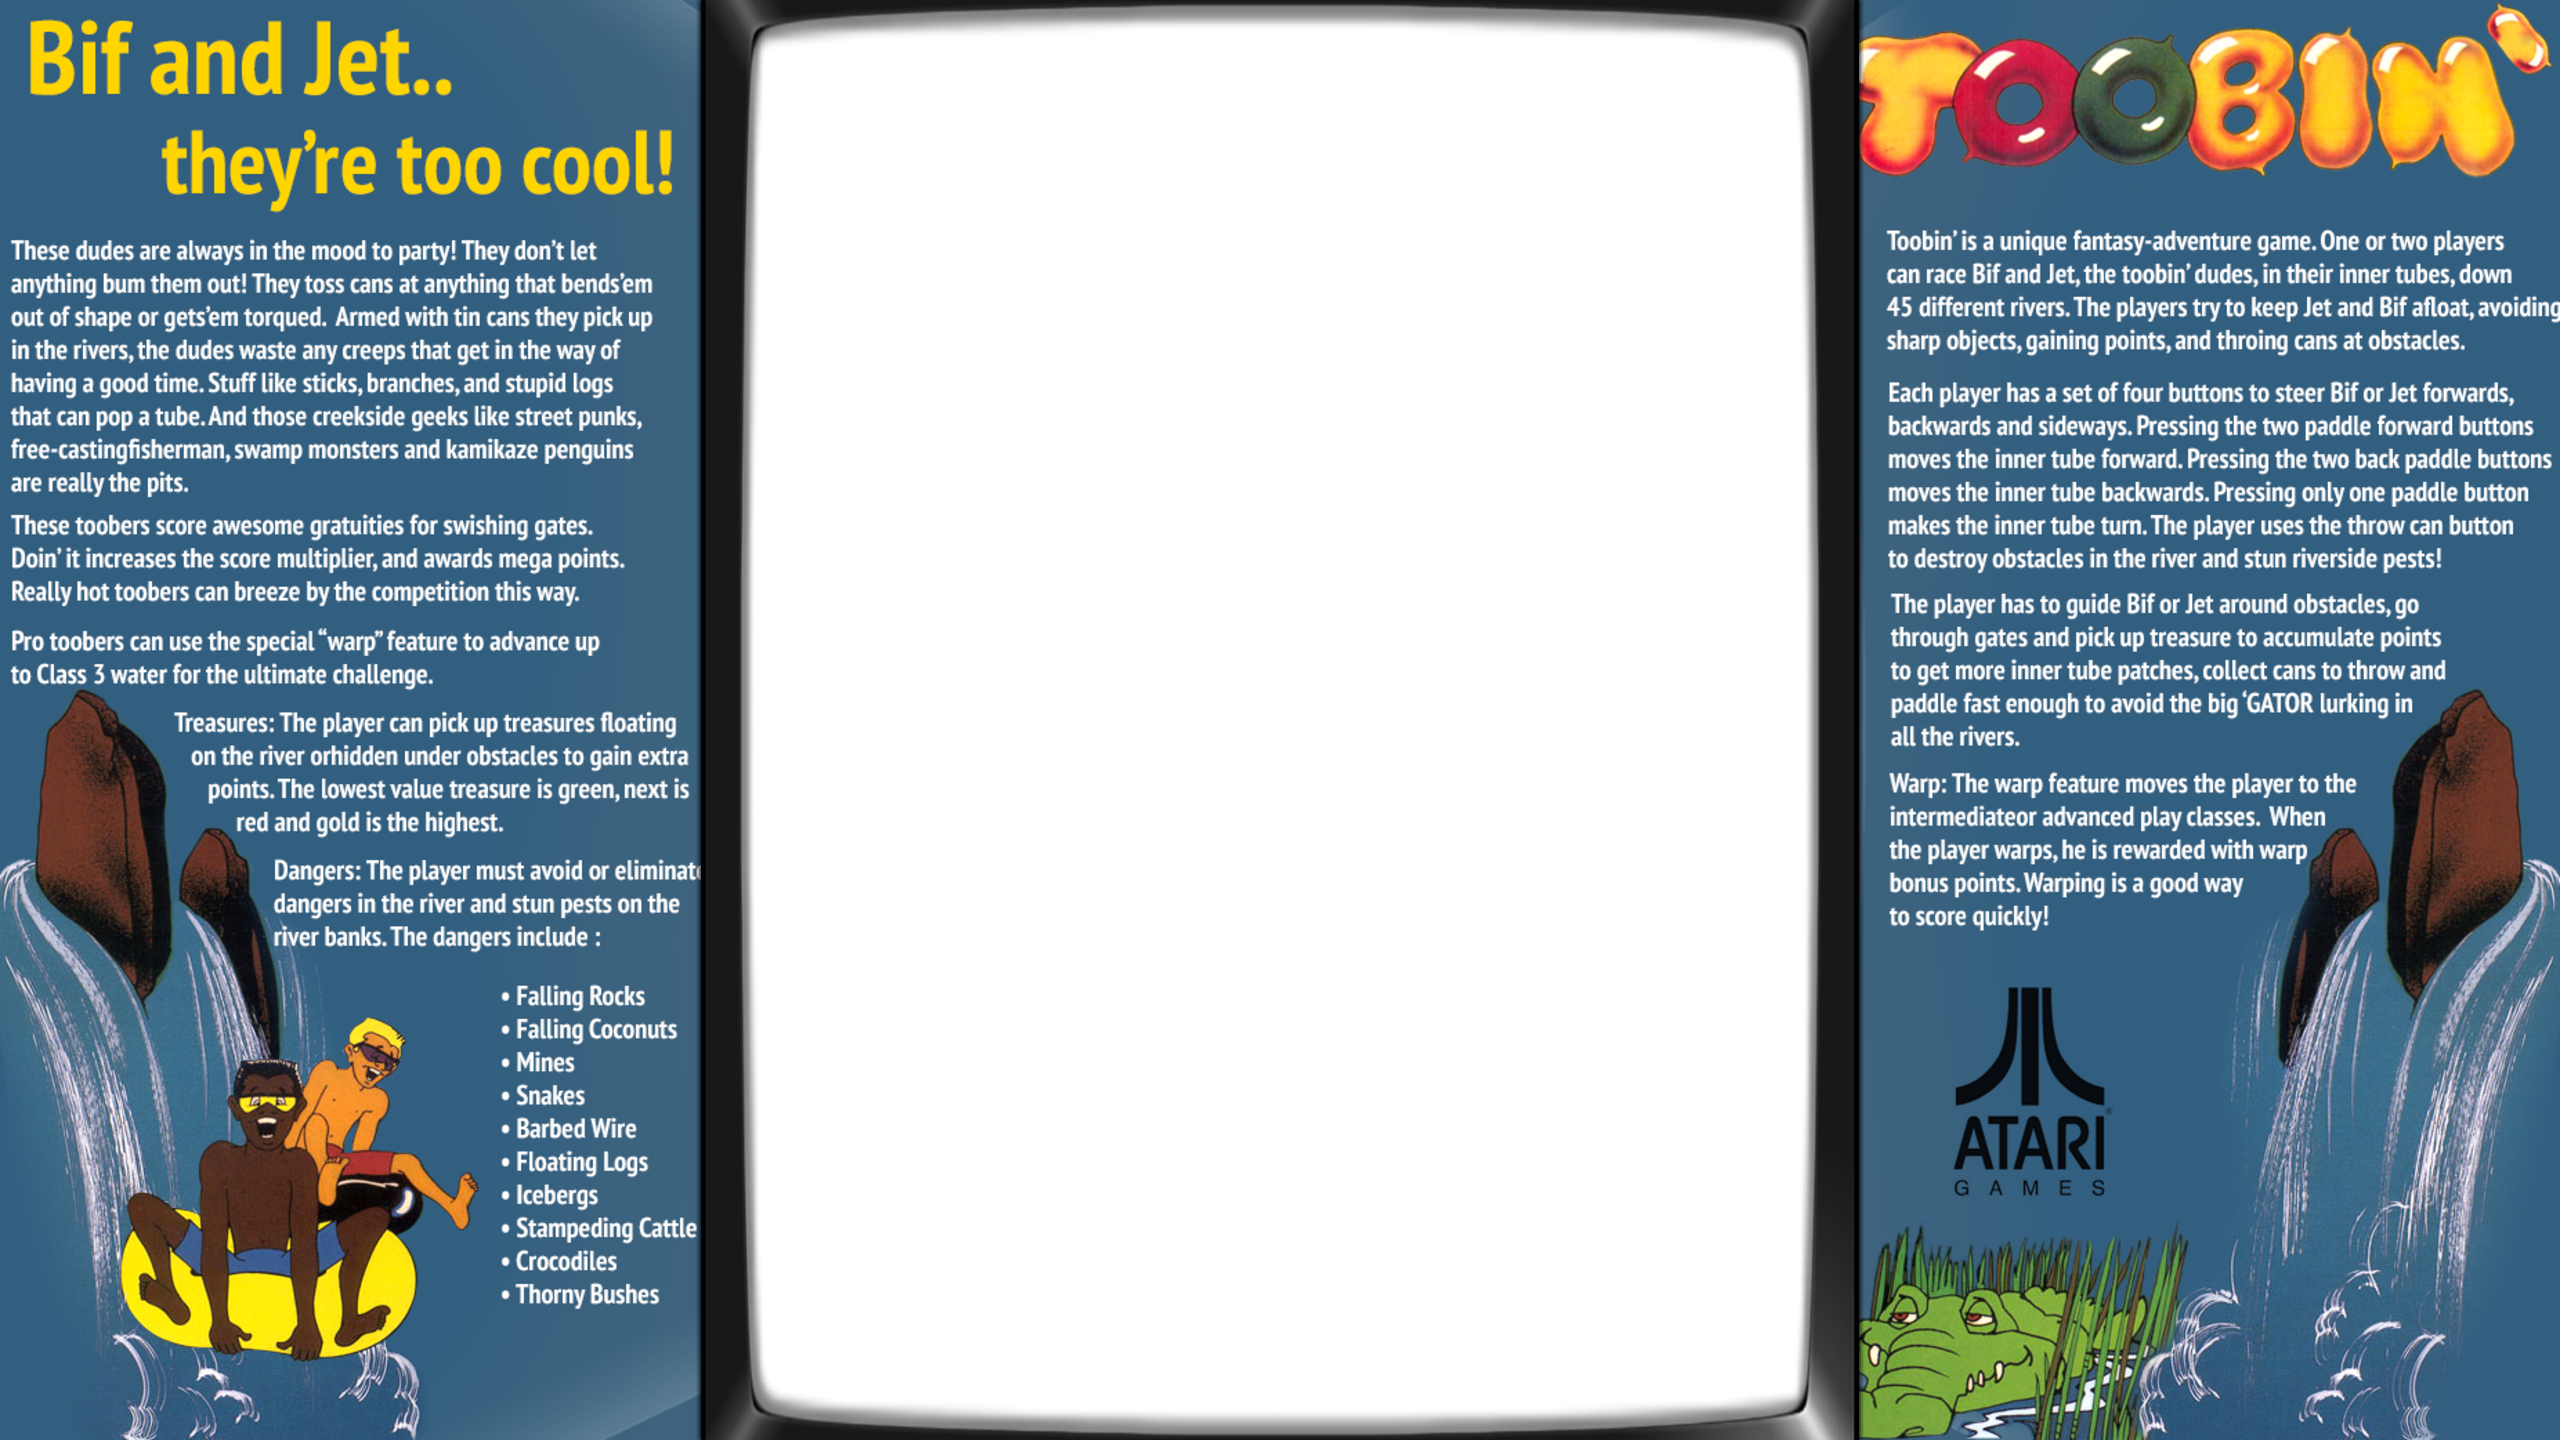 Bif and Jet..
they're too cool!
These dudes are always in the mood to party! They don't let
anything bum them out! They toss cans at anything that bends'em
out of shape or gets'em torqued. Armed with tin cans they pick up
in the rivers, the dudes waste any creeps that get in the way of
having a good time. Stuff like sticks, branches, and stupid logs
that can pop a tube. And those creekside geeks like street punks,
free-castingfisherman, swamp monsters and kamikaze penguins
are really the pits.
These toobers score awesome gratuities for swishing gates.
Doin' it increases the score multiplier, and awards mega points.
Really hot toobers can breeze by the competition this way.
Pro toobers can use the special "warp" feature to advance up
to Class 3 water for the ultimate challenge.
Treasures: The player can pick up treasures floating
on the river orhidden under obstacles to gain extra
points. The lowest value treasure is green, next is
red and gold is the highest.
Dangers: The player must avoid or eliminate
dangers in the river and stun pests on the
river banks. The dangers include :
• Falling Rocks
• Falling Coconuts
• Mines
• Snakes
• Barbed Wire
• Floating Logs
• Icebergs
• Stampeding Cattle
• Crocodiles
• Thorny Bushes
TOOBIN'
Toobin' is a unique fantasy-adventure game. One or two players
can race Bif and Jet, the toobin' dudes, in their inner tubes, down
45 different rivers. The players try to keep Jet and Bif afloat, avoiding
sharp objects, gaining points, and throing cans at obstacles.
Each player has a set of four buttons to steer Bif or Jet forwards,
backwards and sideways. Pressing the two paddle forward buttons
moves the inner tube forward. Pressing the two back paddle buttons
moves the inner tube backwards. Pressing only one paddle button
makes the inner tube turn. The player uses the throw can button
to destroy obstacles in the river and stun riverside pests!
The player has to guide Bif or Jet around obstacles, go
through gates and pick up treasure to accumulate points
to get more inner tube patches, collect cans to throw and
paddle fast enough to avoid the big 'GATOR lurking in
all the rivers.
Warp: The warp feature moves the player to the
intermediateor advanced play classes. When
the player warps, he is rewarded with warp
bonus points. Warping is a good way
to score quickly!
ATARI®
GAMES